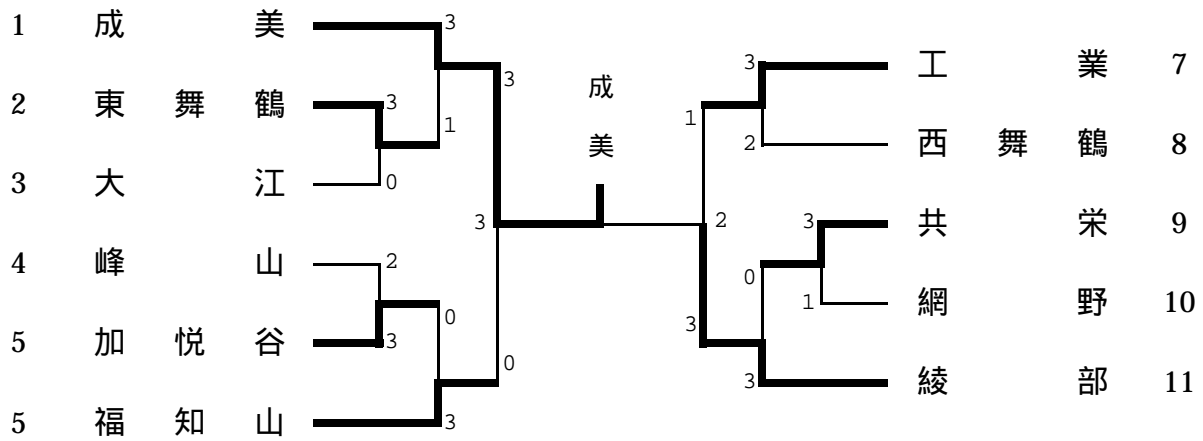 1 成美 3
3
2 東舞鶴 3
1
3 大江 0
3
4 峰山 2
0
5 加悦谷 3
0
5 福知山 3
成美
3 工業 7
1
2 西舞鶴 8
2
3 共栄 9
0
1 網野 10
3
3 綾部 11